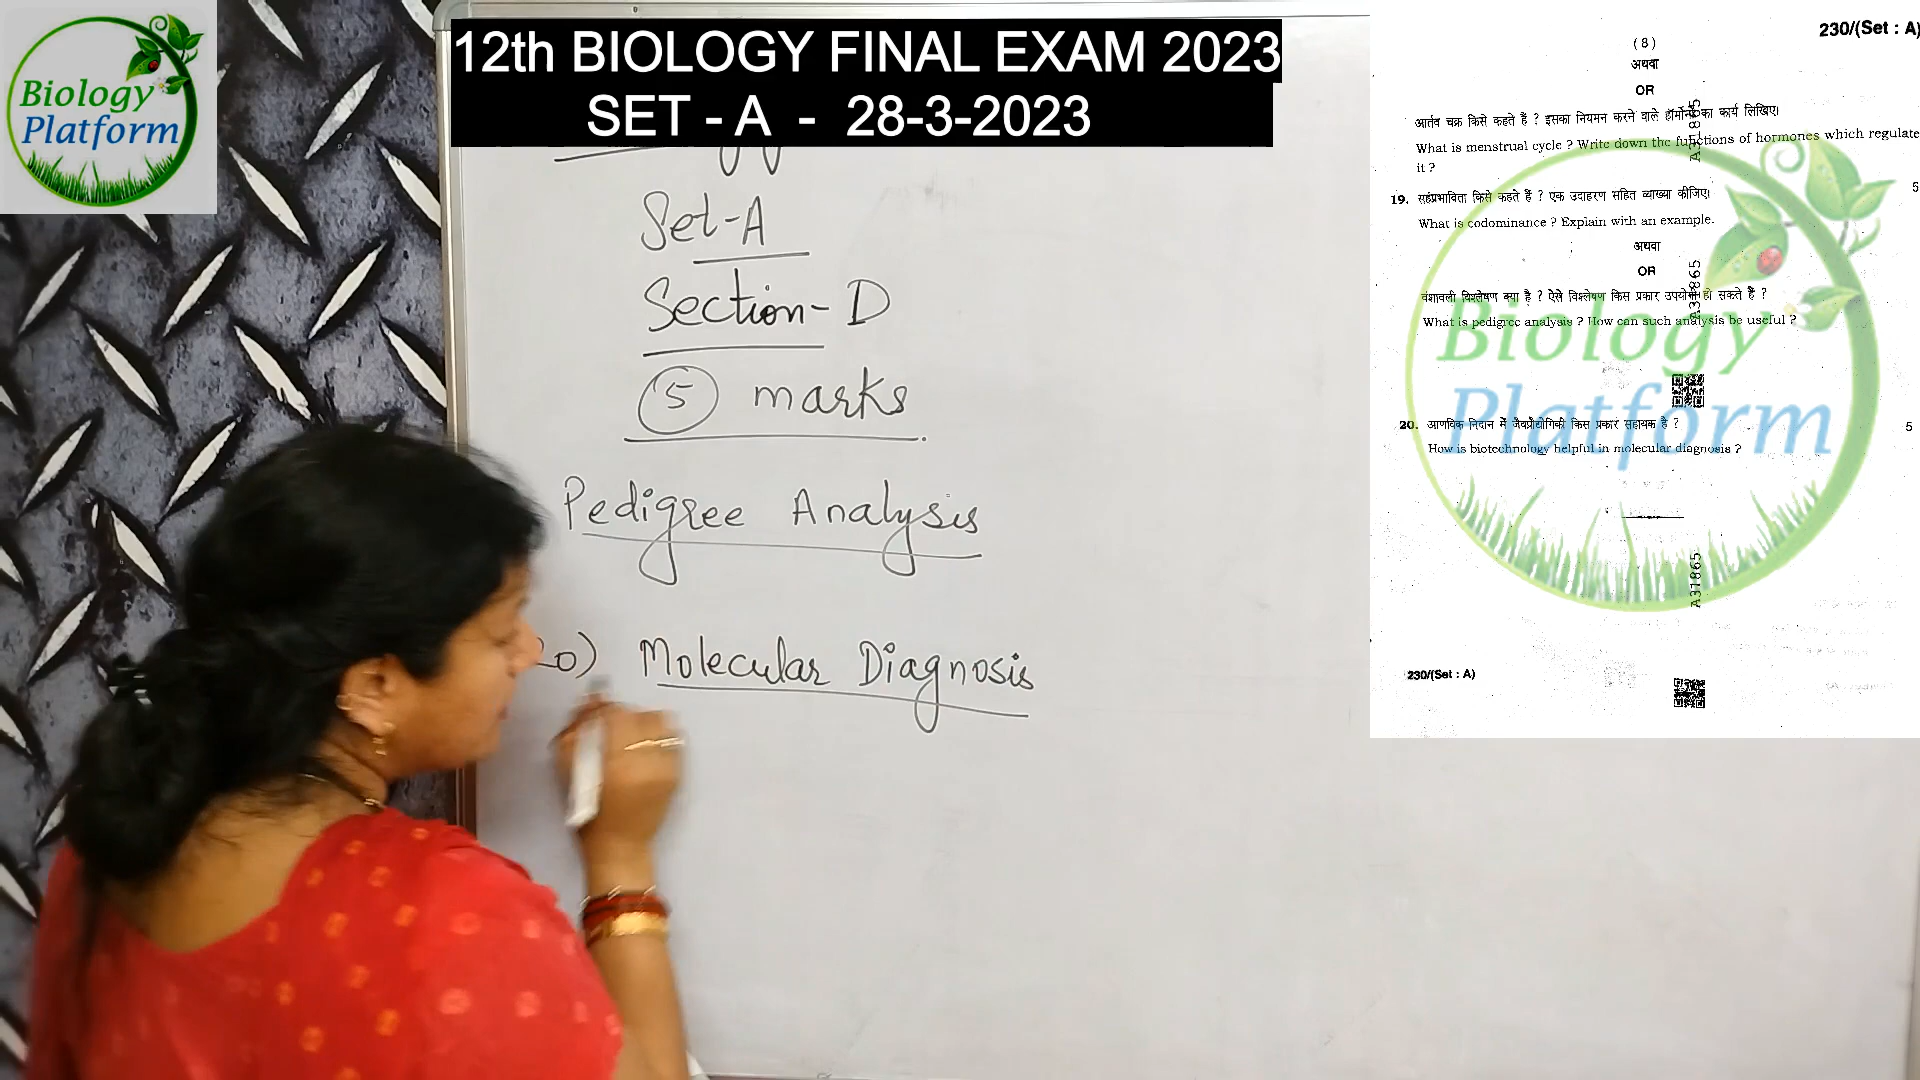 Biology
Platform
12th BIOLOGY FINAL EXAM 2023
SET - A - 28-3-2023
Set-A
Section-D
5 marks
Pedigree Analysis
20) Molecular Diagnosis
230/(Set : A)
( 8 )
अथवा
OR
आर्तव चक्र किसे कहते हैं ? इसका नियमन करने वाले हॉर्मोनों का कार्य लिखिए।
What is menstrual cycle ? Write down the functions of hormones which regulate
it ?
5
19. सहप्रभाविता किसे कहते हैं ? एक उदाहरण सहित व्याख्या कीजिए।
What is codominance ? Explain with an example.
अथवा
OR
वंशावली विश्लेषण क्या है ? ऐसे विश्लेषण किस प्रकार उपयोगी हो सकते हैं ?
What is pedigree analysis ? How can such analysis be useful ?
Biology
Platform
20. आणविक निदान में जैवप्रौद्योगिकी किस प्रकार सहायक है ?
5
How is biotechnology helpful in molecular diagnosis ?
A31865
A31865
A31865
230/(Set : A)